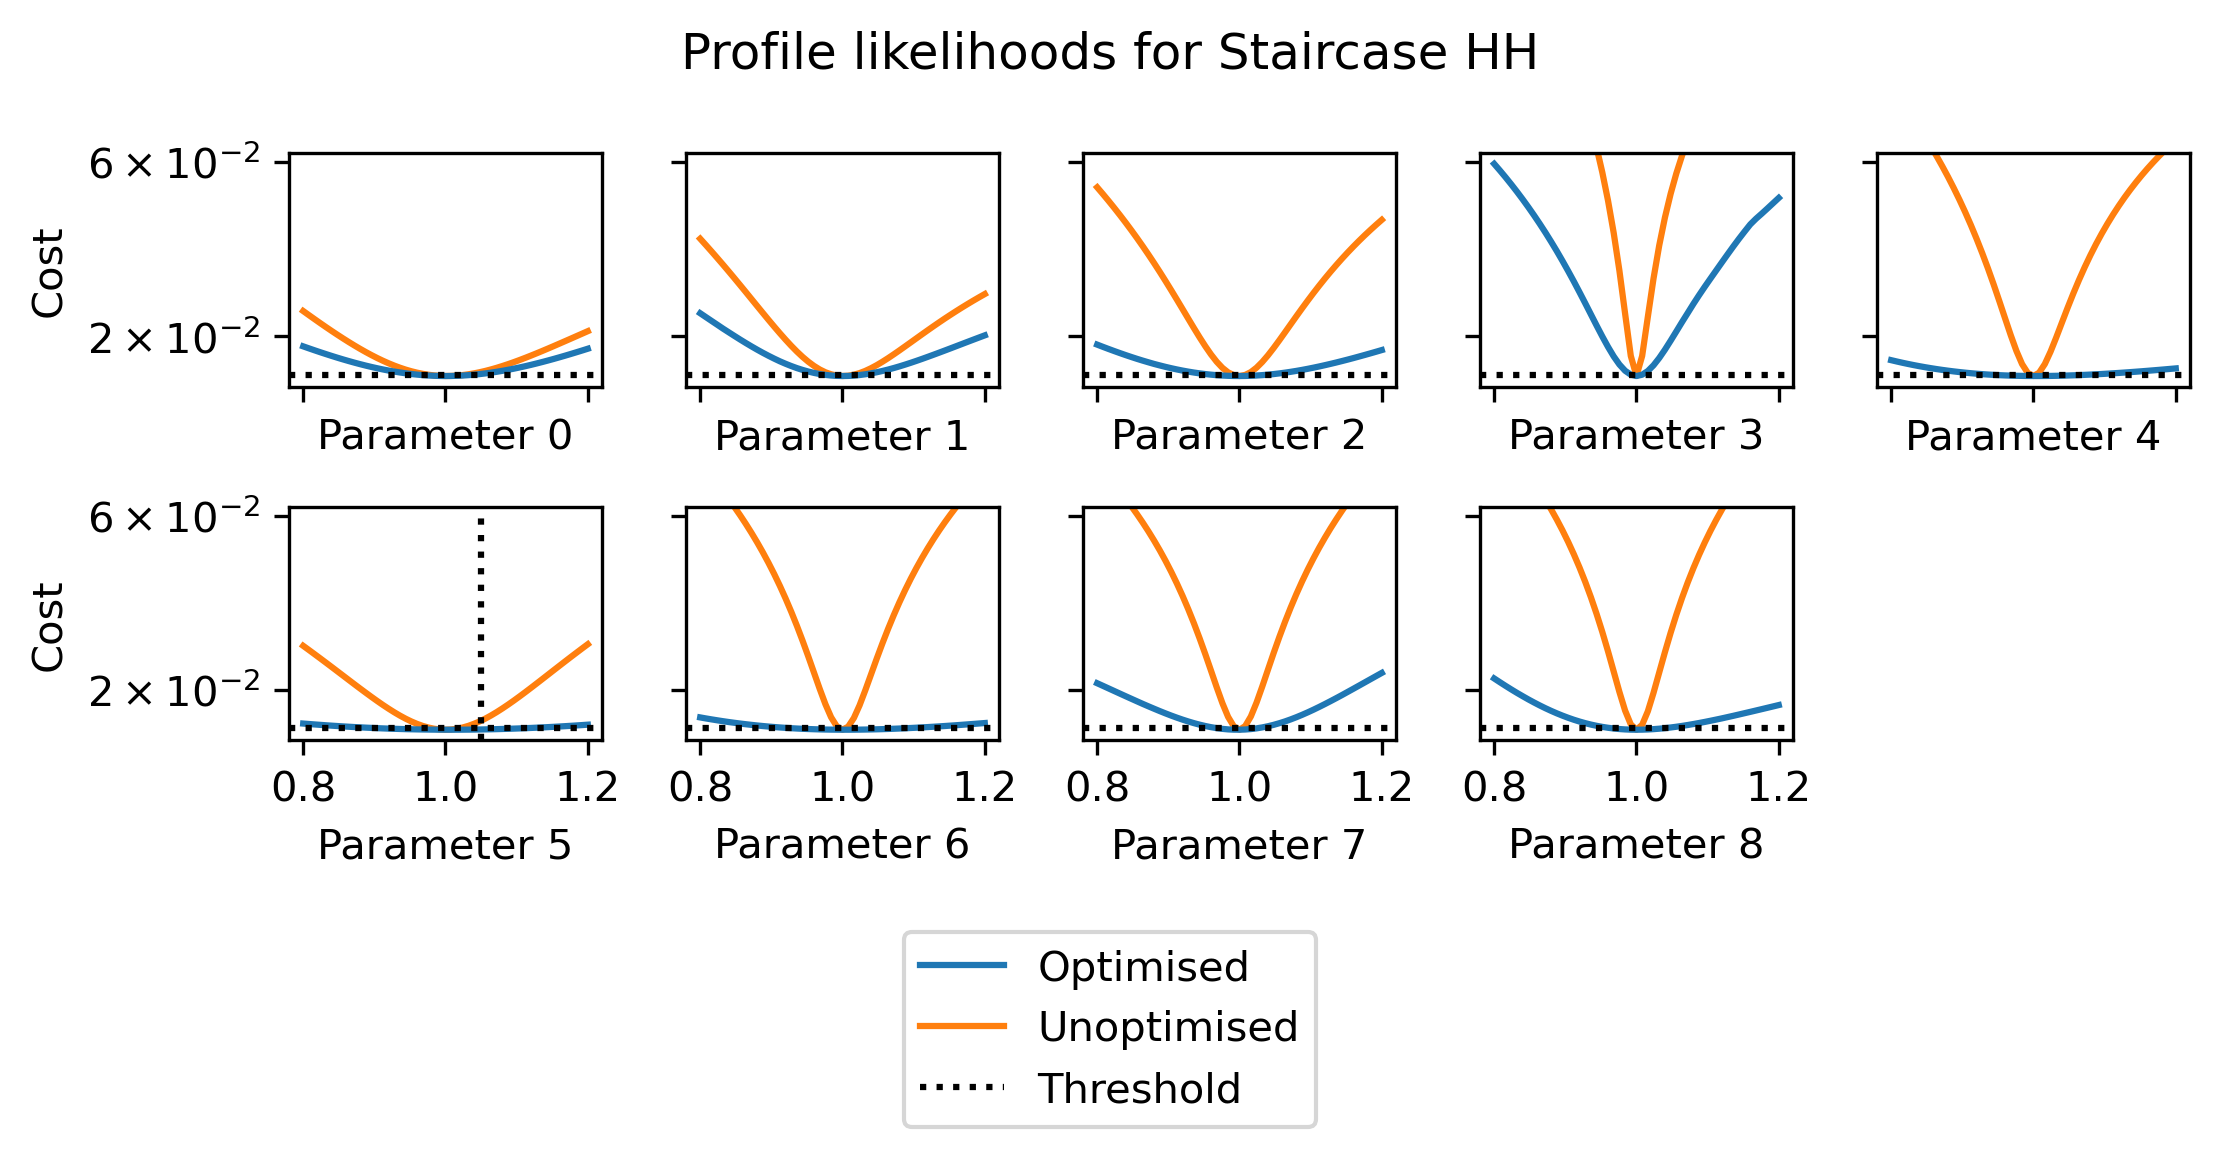 Profile likelihoods for Staircase HH
Cost
6 × 10⁻²
2 × 10⁻²
Parameter 0
Parameter 1
Parameter 2
Parameter 3
Parameter 4
Cost
6 × 10⁻²
2 × 10⁻²
0.8 1.0 1.2
0.8 1.0 1.2
0.8 1.0 1.2
0.8 1.0 1.2
Parameter 5
Parameter 6
Parameter 7
Parameter 8
Optimised
Unoptimised
Threshold